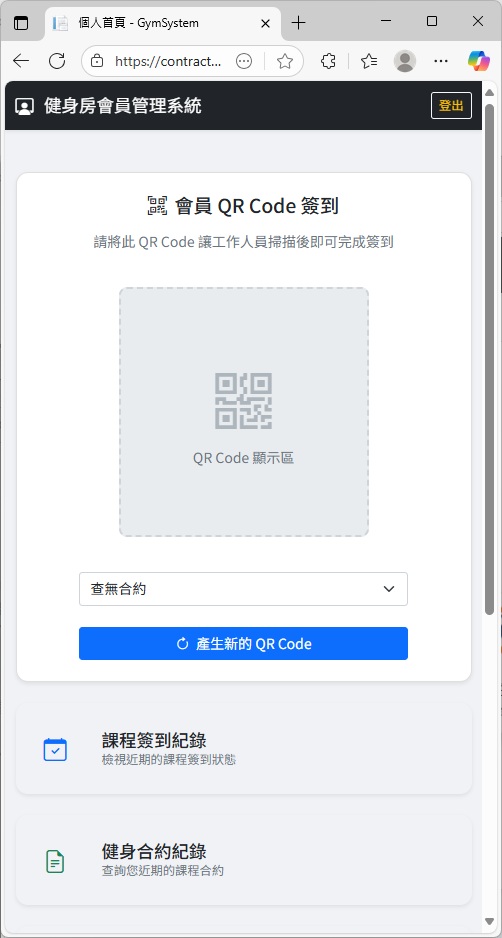 個人首頁 - GymSystem
https://contract...
健身房會員管理系統
登出
會員 QR Code 簽到
請將此 QR Code 讓工作人員掃描後即可完成簽到
QR Code 顯示區
查無合約
產生新的 QR Code
課程簽到紀錄
檢視近期的課程簽到狀態
健身合約紀錄
查詢您近期的課程合約